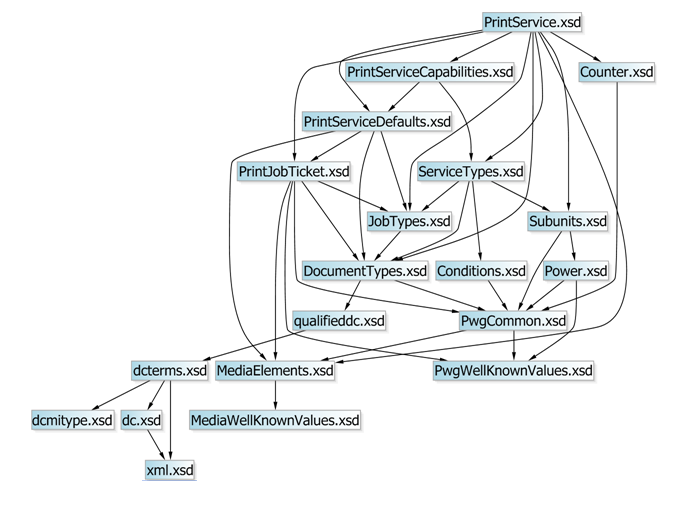 PrintService.xsd
PrintServiceCapabilities.xsd
Counter.xsd
PrintServiceDefaults.xsd
PrintJobTicket.xsd
ServiceTypes.xsd
JobTypes.xsd
Subunits.xsd
DocumentTypes.xsd
Conditions.xsd
Power.xsd
qualifieddc.xsd
PwgCommon.xsd
dcterms.xsd
MediaElements.xsd
PwgWellKnownValues.xsd
dcmitype.xsd
dc.xsd
MediaWellKnownValues.xsd
xml.xsd